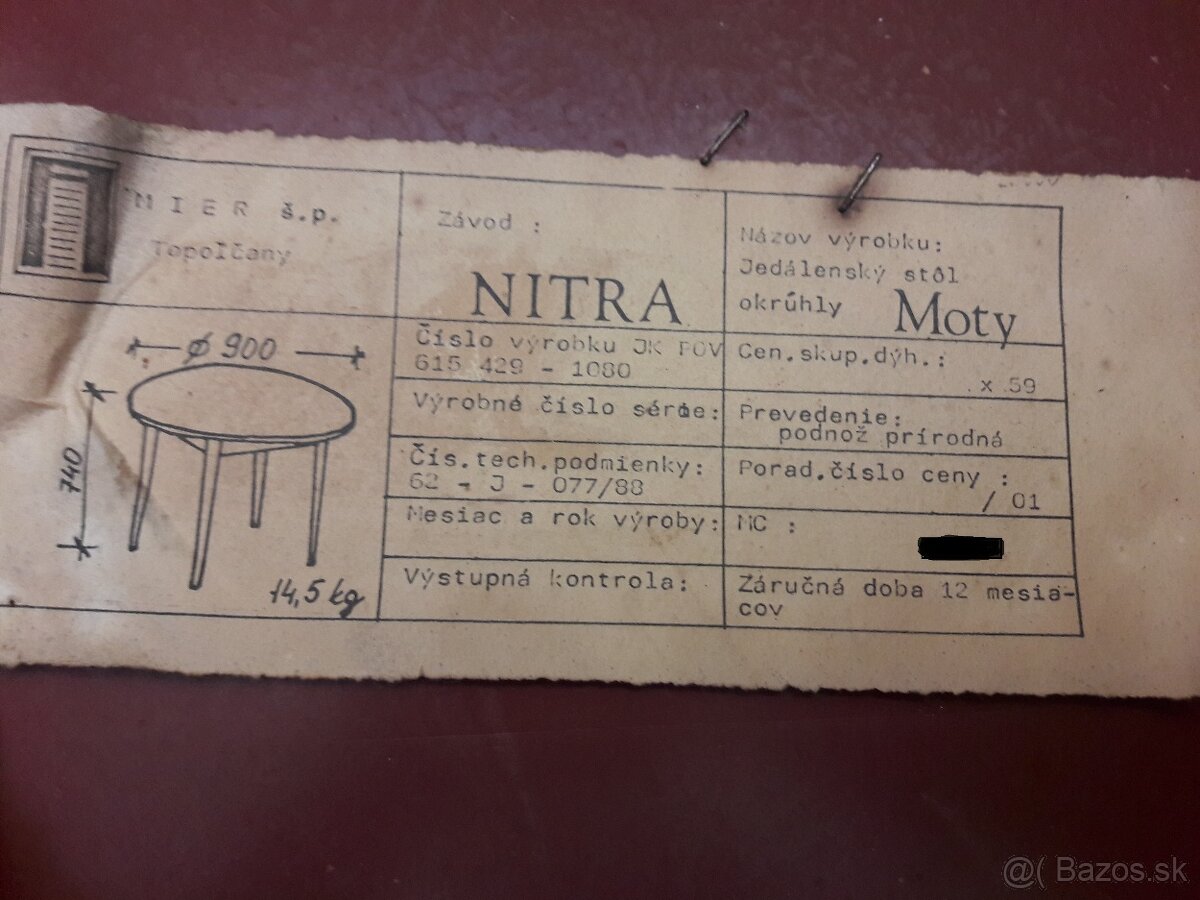 MIER š.p.
Topoľčany
Závod :
NITRA
Názov výrobku:
Jedálenský stôl
okrúhly Moty
Číslo výrobku JK POV
615 429 - 1080
Cen.skup.dýh.:
x 59
Výrobné číslo série:
Prevedenie:
podnož prírodná
Čís.tech.podmienky:
62 - J - 077/88
Porad.číslo ceny :
/ 01
Mesiac a rok výroby:
MC :
Výstupná kontrola:
Záručná doba 12 mesia-
cov
ø 900
740
14,5 kg
@( Bazos.sk